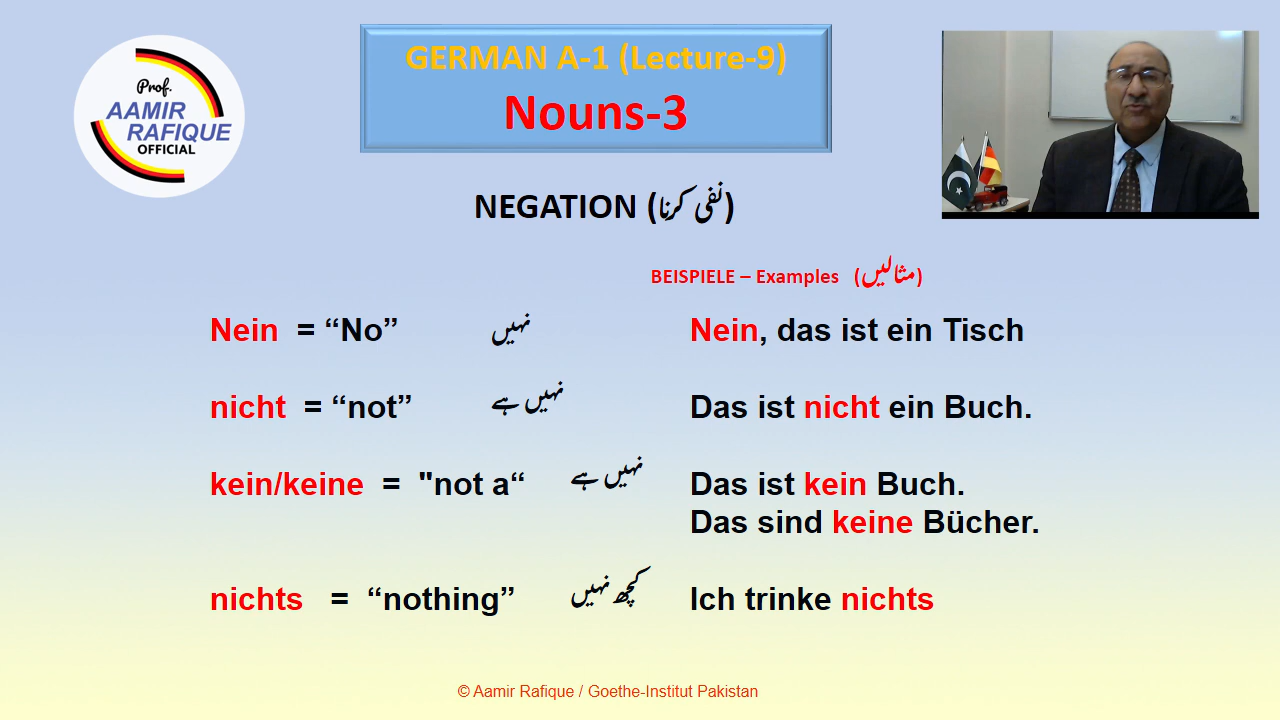 Prof.
AAMIR
RAFIQUE
OFFICIAL
GERMAN A-1 (Lecture-9)
Nouns-3
NEGATION (نفی کرنا)
BEISPIELE – Examples (مثالیں)
Nein = “No” نہیں Nein, das ist ein Tisch
nicht = “not” نہیں ہے Das ist nicht ein Buch.
kein/keine = "not a“ نہیں ہے Das ist kein Buch.
Das sind keine Bücher.
nichts = “nothing” کچھ نہیں Ich trinke nichts
© Aamir Rafique / Goethe-Institut Pakistan